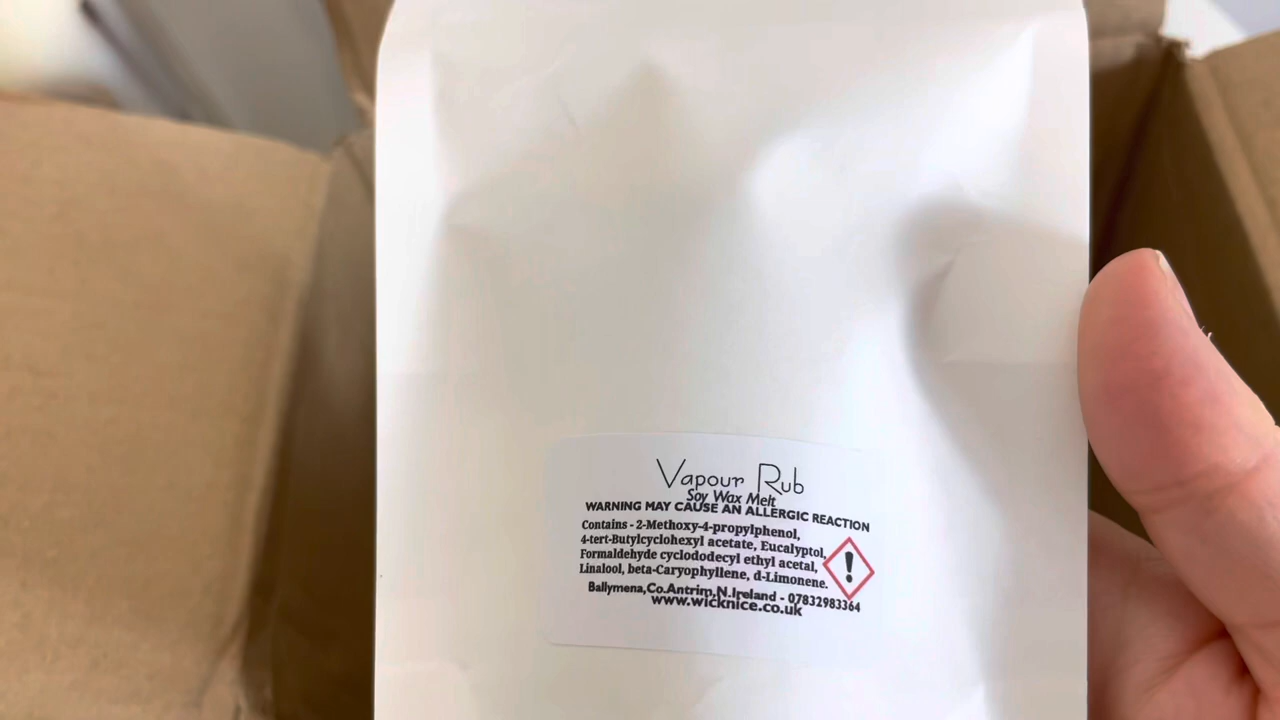 Vapour Rub
Soy Wax Melt
WARNING MAY CAUSE AN ALLERGIC REACTION
Contains - 2-Methoxy-4-propylphenol,
4-tert-Butylcyclohexyl acetate, Eucalyptol,
Formaldehyde cyclododecyl ethyl acetal,
Linalool, beta-Caryophyllene, d-Limonene.
Ballymena,Co.Antrim,N.Ireland - 07832983364
www.wicknice.co.uk